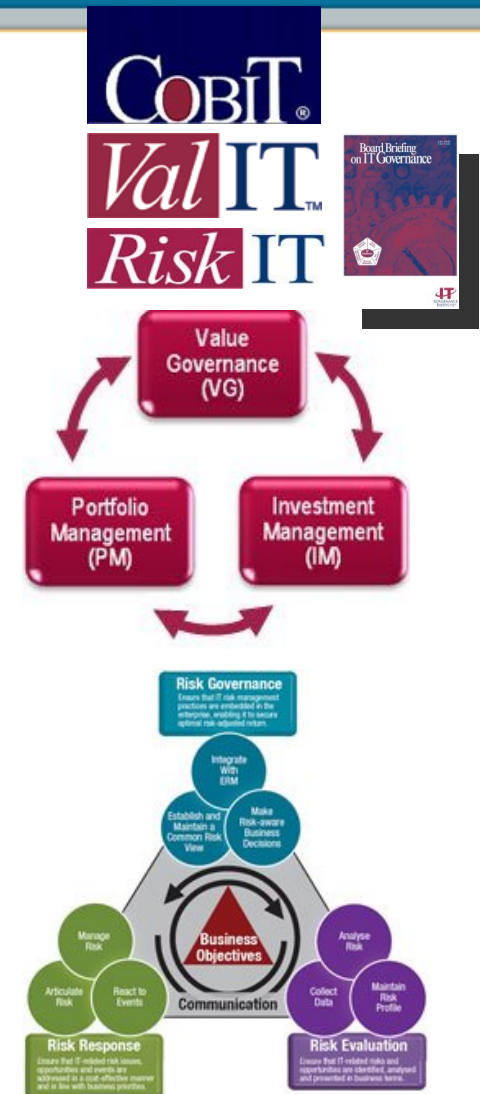 COBIT®
Val IT™
Board Briefing
on IT Governance
Risk IT
IT
GOVERNANCE
INSTITUTE
Value
Governance
(VG)
Portfolio
Management
(PM)
Investment
Management
(IM)
Risk Governance
Ensure that IT risk management
practices are embedded in the
enterprise, enabling it to secure
optimal risk-adjusted return.
Integrate
With
ERM
Establish and
Maintain a
Common Risk
View
Make
Risk-aware
Business
Decisions
Business
Objectives
Communication
Manage
Risk
Articulate
Risk
React to
Events
Risk Response
Ensure that IT-related risk issues,
opportunities and events are
addressed in a cost-effective manner
and in line with business priorities.
Analyse
Risk
Collect
Data
Maintain
Risk
Profile
Risk Evaluation
Ensure that IT-related risks and
opportunities are identified, analysed
and presented in business terms.